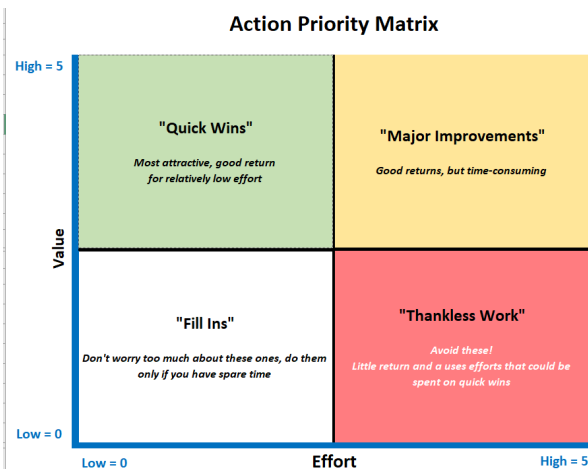 Action Priority Matrix
High = 5
"Quick Wins"
Most attractive, good return
for relatively low effort
"Major Improvements"
Good returns, but time-consuming
Value
"Fill Ins"
Don't worry too much about these ones, do them
only if you have spare time
"Thankless Work"
Avoid these!
Little return and a uses efforts that could be
spent on quick wins
Low = 0
Low = 0
Effort
High = 5